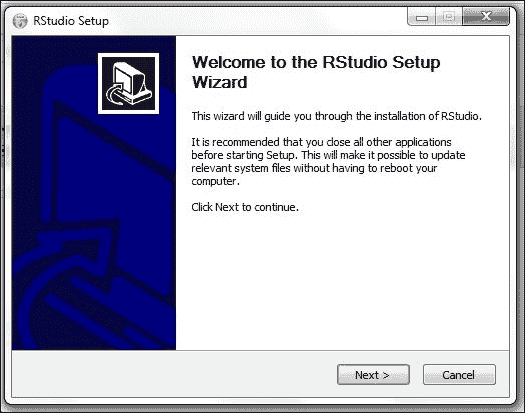 RStudio Setup
Welcome to the RStudio Setup
Wizard
This wizard will guide you through the installation of RStudio.
It is recommended that you close all other applications
before starting Setup. This will make it possible to update
relevant system files without having to reboot your
computer.
Click Next to continue.
Next >
Cancel